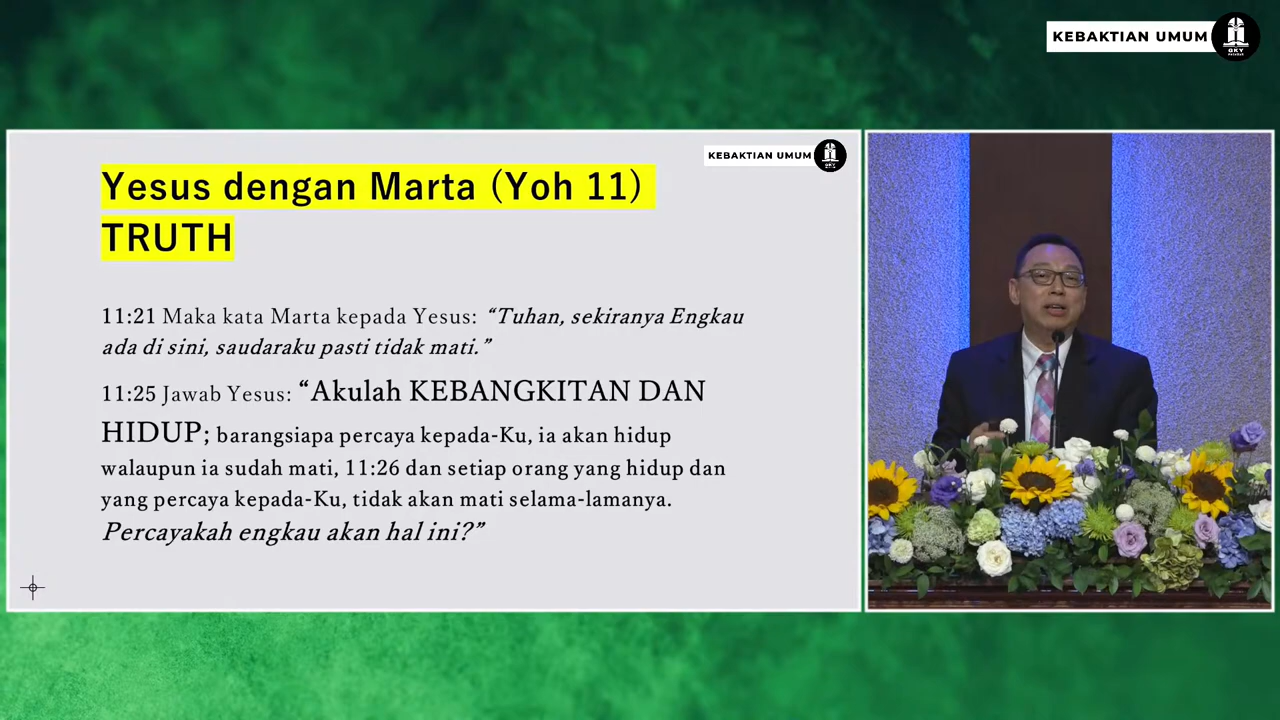 KEBAKTIAN UMUM
GKY
KEBAKTIAN UMUM
GKY
Yesus dengan Marta (Yoh 11)
TRUTH
11:21 Maka kata Marta kepada Yesus: “Tuhan, sekiranya Engkau
ada di sini, saudaraku pasti tidak mati.”
11:25 Jawab Yesus: “Akulah KEBANGKITAN DAN
HIDUP; barangsiapa percaya kepada-Ku, ia akan hidup
walaupun ia sudah mati, 11:26 dan setiap orang yang hidup dan
yang percaya kepada-Ku, tidak akan mati selama-lamanya.
Percayakah engkau akan hal ini?”